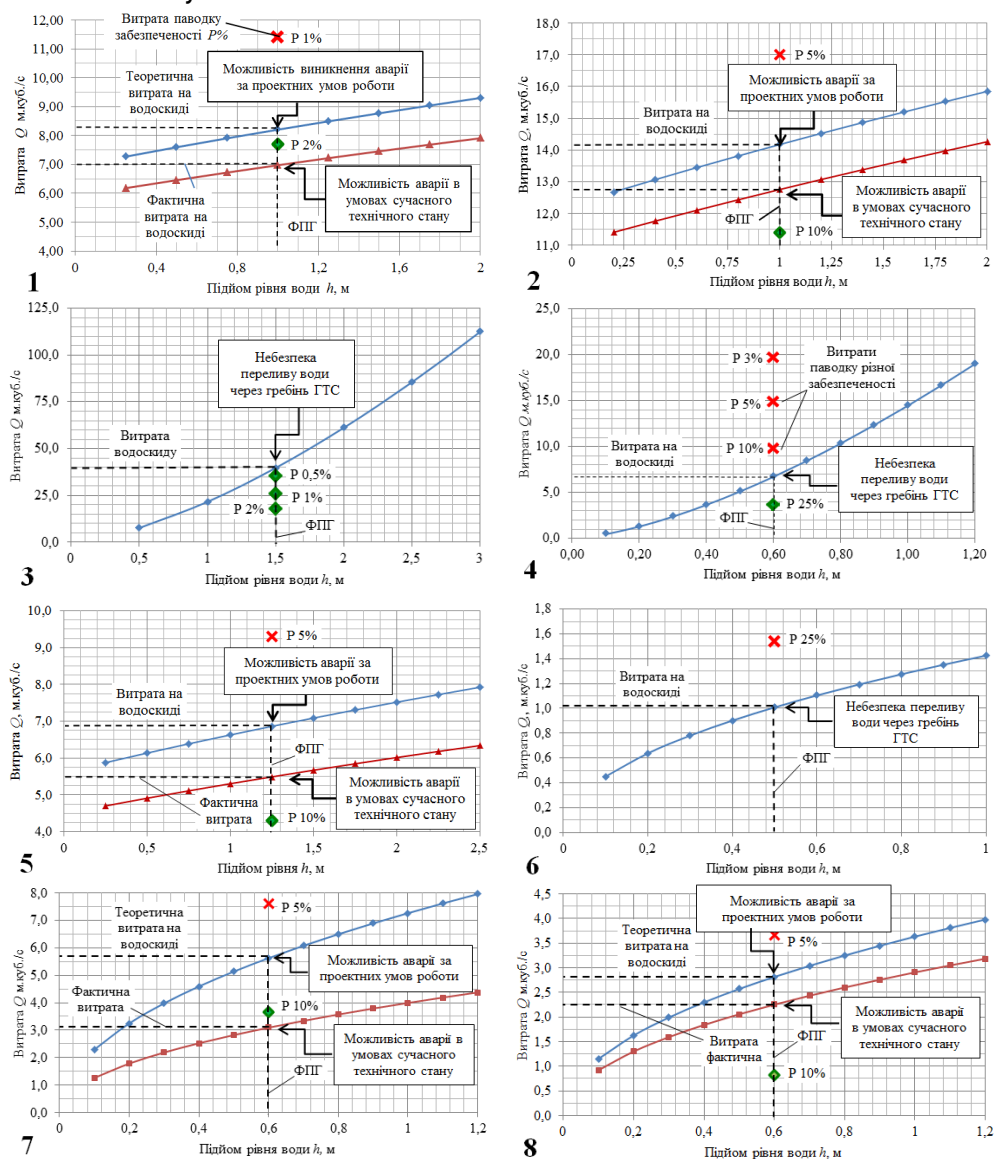 12,00
11,00
10,00
9,00
8,00
7,00
6,00
5,00
4,00
Витрата Q м.куб./с
Витрата паводку
забезпеченості P%
P 1%
Теоретична
витрата на
водоскиді
Можливість виникнення аварії
за проектних умов роботи
P 2%
Фактична
витрата на
водоскиді
ФПГ
Можливість аварії в
умовах сучасного
технічного стану
0 0,4 0,8 1,2 1,6 2
Підйом рівня води h, м
1
18,0
17,0
16,0
15,0
14,0
13,0
12,0
11,0
Витрата Q м.куб./с
P 5%
Можливість аварії за
проектних умов роботи
Витрата на
водоскиді
ФПГ
Можливість аварії
в умовах сучасного
технічного стану
P 10%
0 0,25 0,5 0,75 1 1,25 1,5 1,75 2
Підйом рівня води h, м
2
125,0
100,0
75,0
50,0
25,0
0,0
Витрата Q м.куб./с
Небезпека
переливу води
через гребінь ГТС
Витрата
водоскиду
P 0,5%
P 1%
P 2%
ФПГ
0 0,5 1 1,5 2 2,5 3
Підйом рівня води h, м
3
25,0
20,0
15,0
10,0
5,0
0,0
Витрата Q м.куб./с
P 3%
Витрати
паводку різної
забезпеченості
P 5%
P 10%
Витрата на
водоскиді
Небезпека
переливу води
через гребінь ГТС
P 25%
ФПГ
0,00 0,20 0,40 0,60 0,80 1,00 1,20
Підйом рівня води h, м
4
10,0
9,0
8,0
7,0
6,0
5,0
4,0
Витрата Q, м.куб./с
P 5%
Можливість аварії за
проектних умов роботи
Витрата на
водоскиді
ФПГ
Фактична
витрата
Можливість аварії
в умовах сучасного
технічного стану
P 10%
0 0,5 1 1,5 2 2,5
Підйом рівня води h, м
5
1,8
1,6
1,4
1,2
1,0
0,8
0,6
0,4
0,2
0,0
Витрата Q, м.куб./с
P 25%
Витрата на
водоскиді
Небезпека переливу
води через гребінь
ГТС
ФПГ
0 0,2 0,4 0,6 0,8 1
Підйом рівня води h, м
6
8,0
7,0
6,0
5,0
4,0
3,0
2,0
1,0
0,0
Витрата Q м.куб./с
P 5%
Теоретична
витрата на
водоскиді
Можливість аварії за
проектних умов роботи
Фактична
витрата
P 10%
Можливість аварії в
умовах сучасного
технічного стану
ФПГ
0 0,2 0,4 0,6 0,8 1 1,2
Підйом рівня води h, м
7
4,5
4,0
3,5
3,0
2,5
2,0
1,5
1,0
0,5
0,0
Витрата Q м.куб./с
Можливість аварії за
проектних умов роботи
P 5%
Теоретична
витрата на
водоскиді
Можливість аварії
в умовах сучасного
технічного стану
Витрата
фактична
ФПГ
P 10%
0 0,2 0,4 0,6 0,8 1 1,2
Підйом рівня води h, м
8